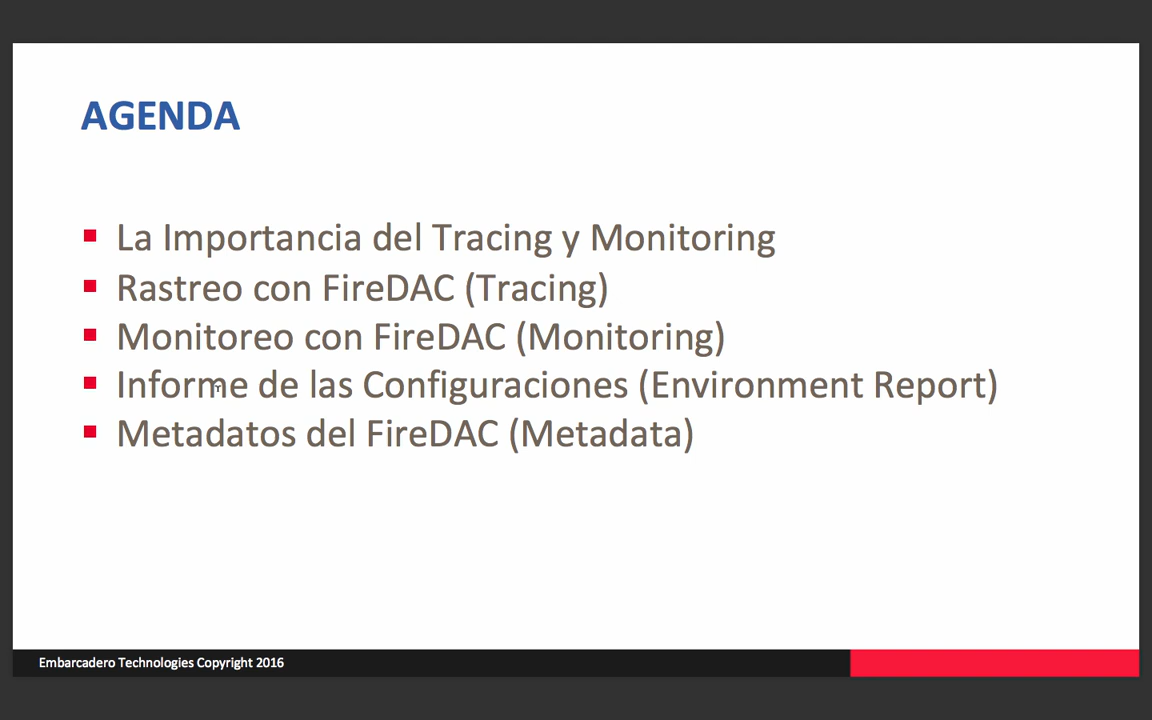 AGENDA
La Importancia del Tracing y Monitoring
Rastreo con FireDAC (Tracing)
Monitoreo con FireDAC (Monitoring)
Informe de las Configuraciones (Environment Report)
Metadatos del FireDAC (Metadata)
Embarcadero Technologies Copyright 2016